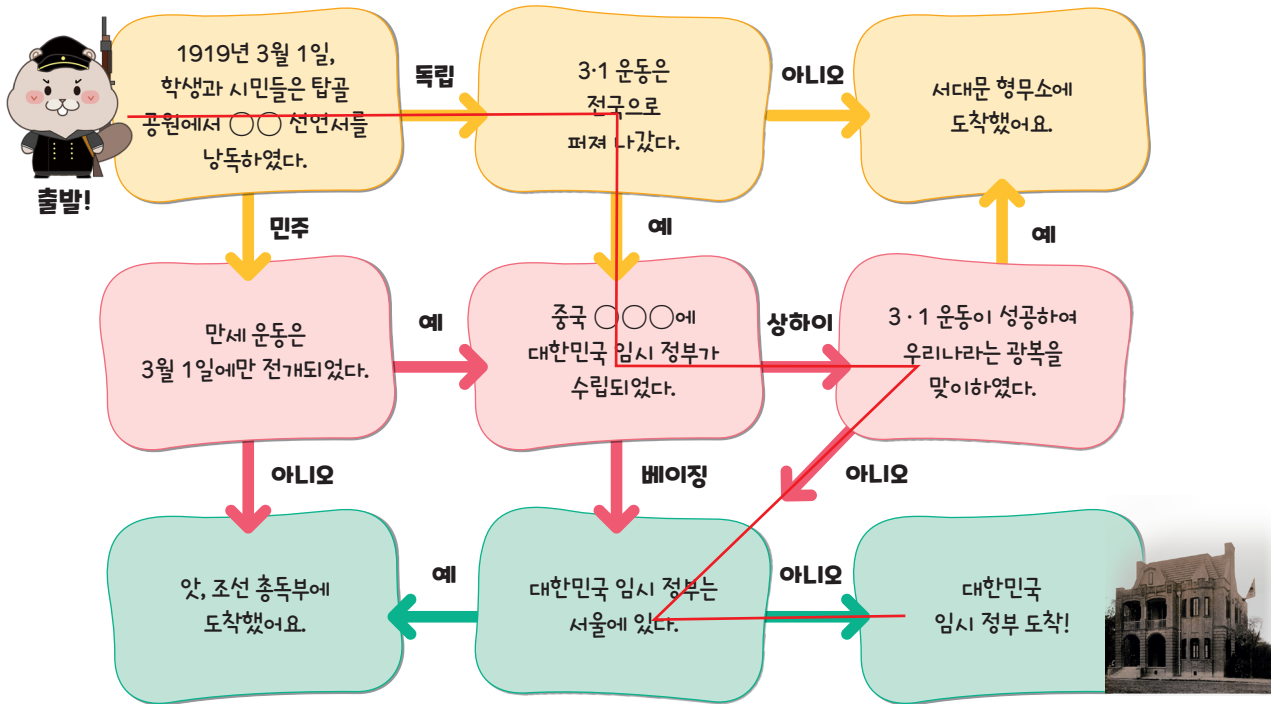 1919년 3월 1일,
학생과 시민들은 탑골
공원에서 ○○ 선언서를
낭독하였다.
출발!
독립
3·1 운동은
전국으로
퍼져 나갔다.
아니오
서대문 형무소에
도착했어요.
민주
예
예
만세 운동은
3월 1일에만 전개되었다.
예
중국 ○○○에
대한민국 임시 정부가
수립되었다.
상하이
3·1 운동이 성공하여
우리나라는 광복을
맞이하였다.
아니오
베이징
아니오
앗, 조선 총독부에
도착했어요.
예
대한민국 임시 정부는
서울에 있다.
아니오
대한민국
임시 정부 도착!